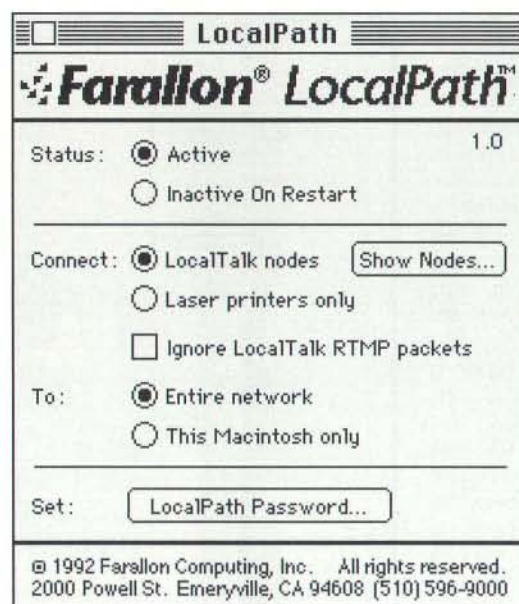 LocalPath
Farallon® LocalPath™
1.0
Status: Active
Inactive On Restart
Connect: LocalTalk nodes Show Nodes...
Laser printers only
Ignore LocalTalk RTMP packets
To: Entire network
This Macintosh only
Set: LocalPath Password...
© 1992 Farallon Computing, Inc. All rights reserved.
2000 Powell St. Emeryville, CA 94608 (510) 596-9000